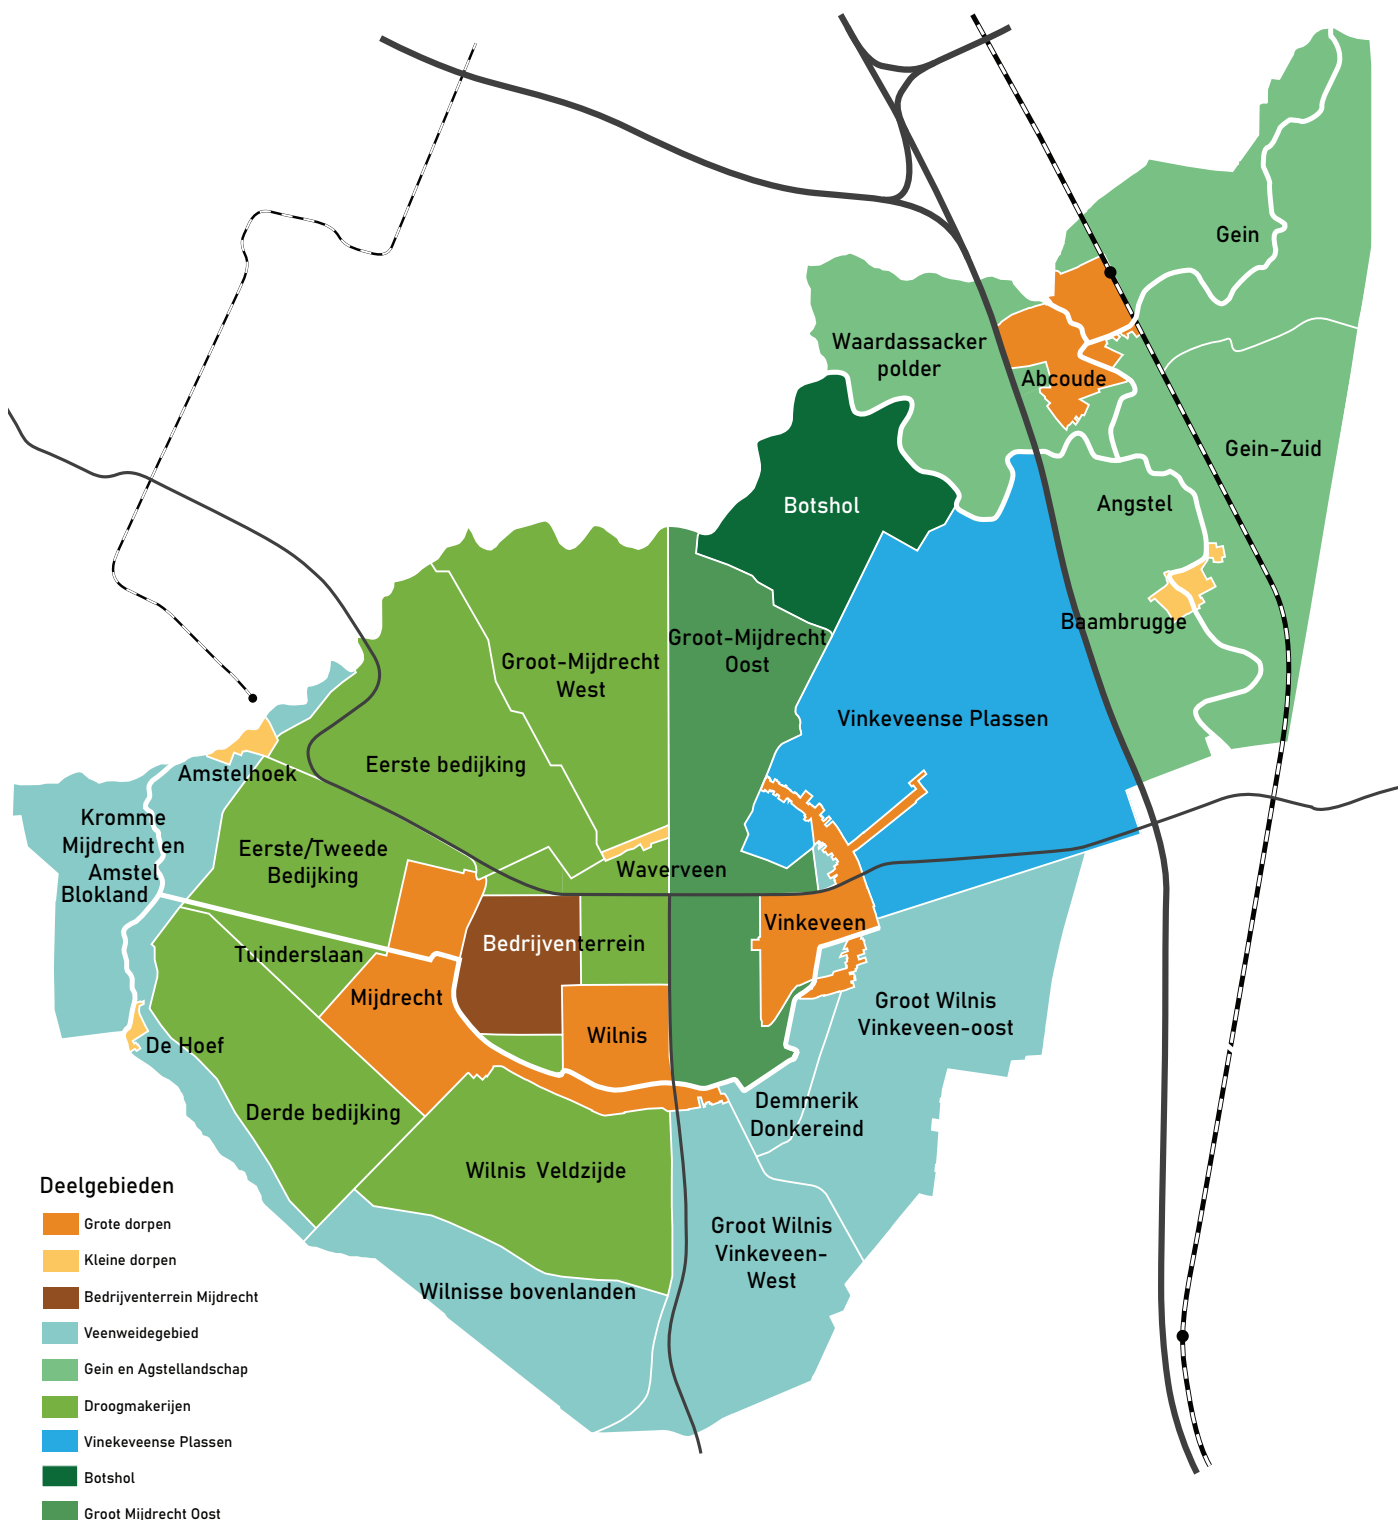 Gein
Waardassacker
polder
Abcoude
Gein-Zuid
Angstel
Botshol
Baambrugge
Groot-Mijdrecht
Oost
Groot-Mijdrecht
West
Vinkeveense Plassen
Eerste bedijking
Amstelhoek
Kromme
Mijdrecht en
Amstel
Blokland
Eerste/Tweede
Bedijking
Waverveen
Vinkeveen
Bedrijventerrein
Tuinderslaan
Mijdrecht
Groot Wilnis
Vinkeveen-oost
Wilnis
De Hoef
Derde bedijking
Demmerik
Donkereind
Wilnis Veldzijde
Groot Wilnis
Vinkeveen-
West
Wilnisse bovenlanden
Deelgebieden
Grote dorpen
Kleine dorpen
Bedrijventerrein Mijdrecht
Veenweidegebied
Gein en Agstellandschap
Droogmakerijen
Vinekeveense Plassen
Botshol
Groot Mijdrecht Oost